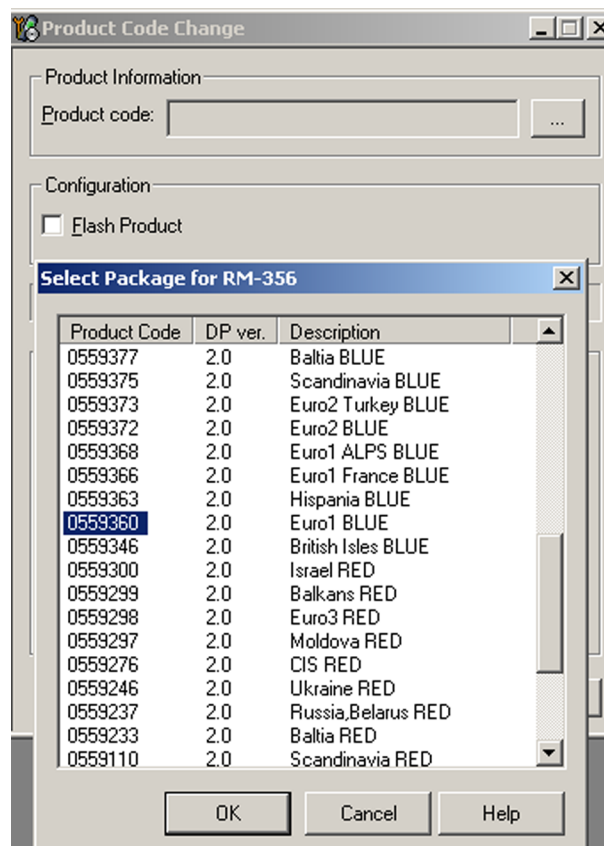 Product Code Change
Product Information
Product code:
...
Configuration
Flash Product
Select Package for RM-356
Product Code DP ver. Description
0559377 2.0 Baltia BLUE
0559375 2.0 Scandinavia BLUE
0559373 2.0 Euro2 Turkey BLUE
0559372 2.0 Euro2 BLUE
0559368 2.0 Euro1 ALPS BLUE
0559366 2.0 Euro1 France BLUE
0559363 2.0 Hispania BLUE
0559360 2.0 Euro1 BLUE
0559346 2.0 British Isles BLUE
0559300 2.0 Israel RED
0559299 2.0 Balkans RED
0559298 2.0 Euro3 RED
0559297 2.0 Moldova RED
0559276 2.0 CIS RED
0559246 2.0 Ukraine RED
0559237 2.0 Russia,Belarus RED
0559233 2.0 Baltia RED
0559110 2.0 Scandinavia RED
OK Cancel Help